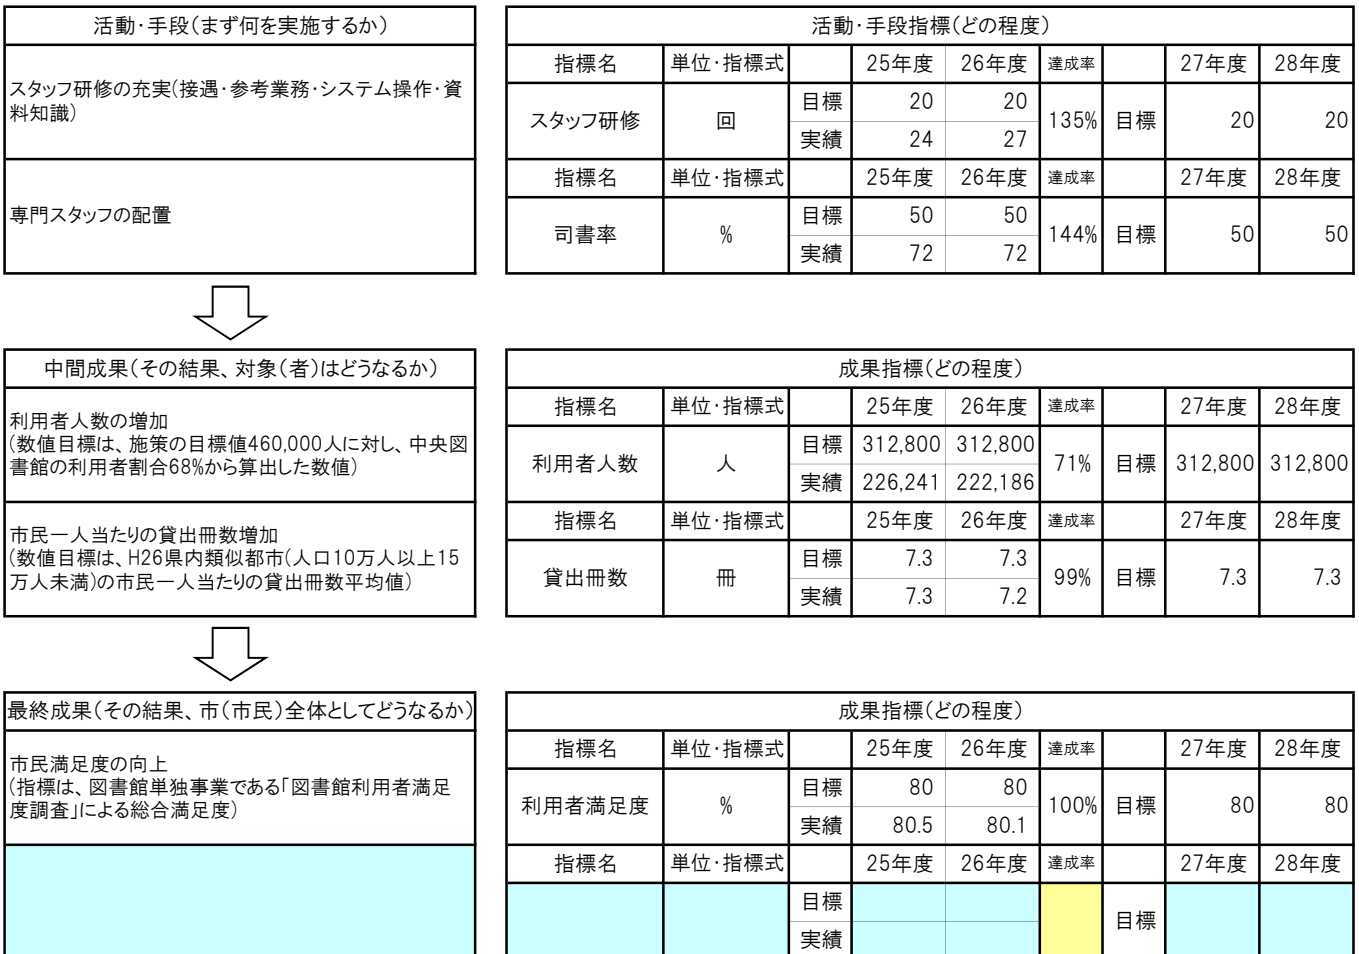 活動・手段(まず何を実施するか)
スタッフ研修の充実(接遇・参考業務・システム操作・資
料知識)
専門スタッフの配置
活動・手段指標(どの程度)
指標名 単位・指標式 25年度 26年度 達成率 27年度 28年度
スタッフ研修 回 目標 20 20 135% 目標 20 20
実績 24 27
指標名 単位・指標式 25年度 26年度 達成率 27年度 28年度
司書率 % 目標 50 50 144% 目標 50 50
実績 72 72
中間成果(その結果、対象(者)はどうなるか)
利用者人数の増加
(数値目標は、施策の目標値460,000人に対し、中央図
書館の利用者割合68%から算出した数値)
市民一人当たりの貸出冊数増加
(数値目標は、H26県内類似都市(人口10万人以上15
万人未満)の市民一人当たりの貸出冊数平均値)
成果指標(どの程度)
指標名 単位・指標式 25年度 26年度 達成率 27年度 28年度
利用者人数 人 目標 312,800 312,800 71% 目標 312,800 312,800
実績 226,241 222,186
指標名 単位・指標式 25年度 26年度 達成率 27年度 28年度
貸出冊数 冊 目標 7.3 7.3 99% 目標 7.3 7.3
実績 7.3 7.2
最終成果(その結果、市(市民)全体としてどうなるか)
市民満足度の向上
(指標は、図書館単独事業である「図書館利用者満足
度調査」による総合満足度)
成果指標(どの程度)
指標名 単位・指標式 25年度 26年度 達成率 27年度 28年度
利用者満足度 % 目標 80 80 100% 目標 80 80
実績 80.5 80.1
指標名 単位・指標式 25年度 26年度 達成率 27年度 28年度
目標 目標
実績